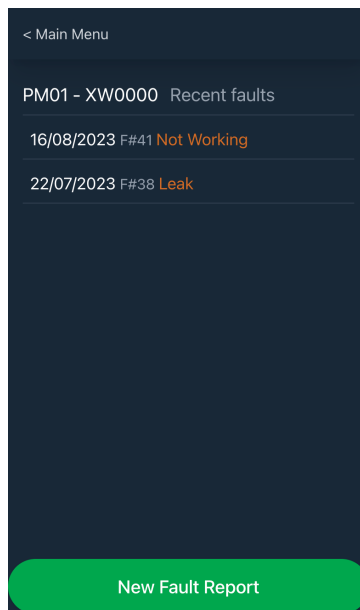 < Main Menu
PM01 - XW0000 Recent faults
16/08/2023 F#41 Not Working
22/07/2023 F#38 Leak
New Fault Report